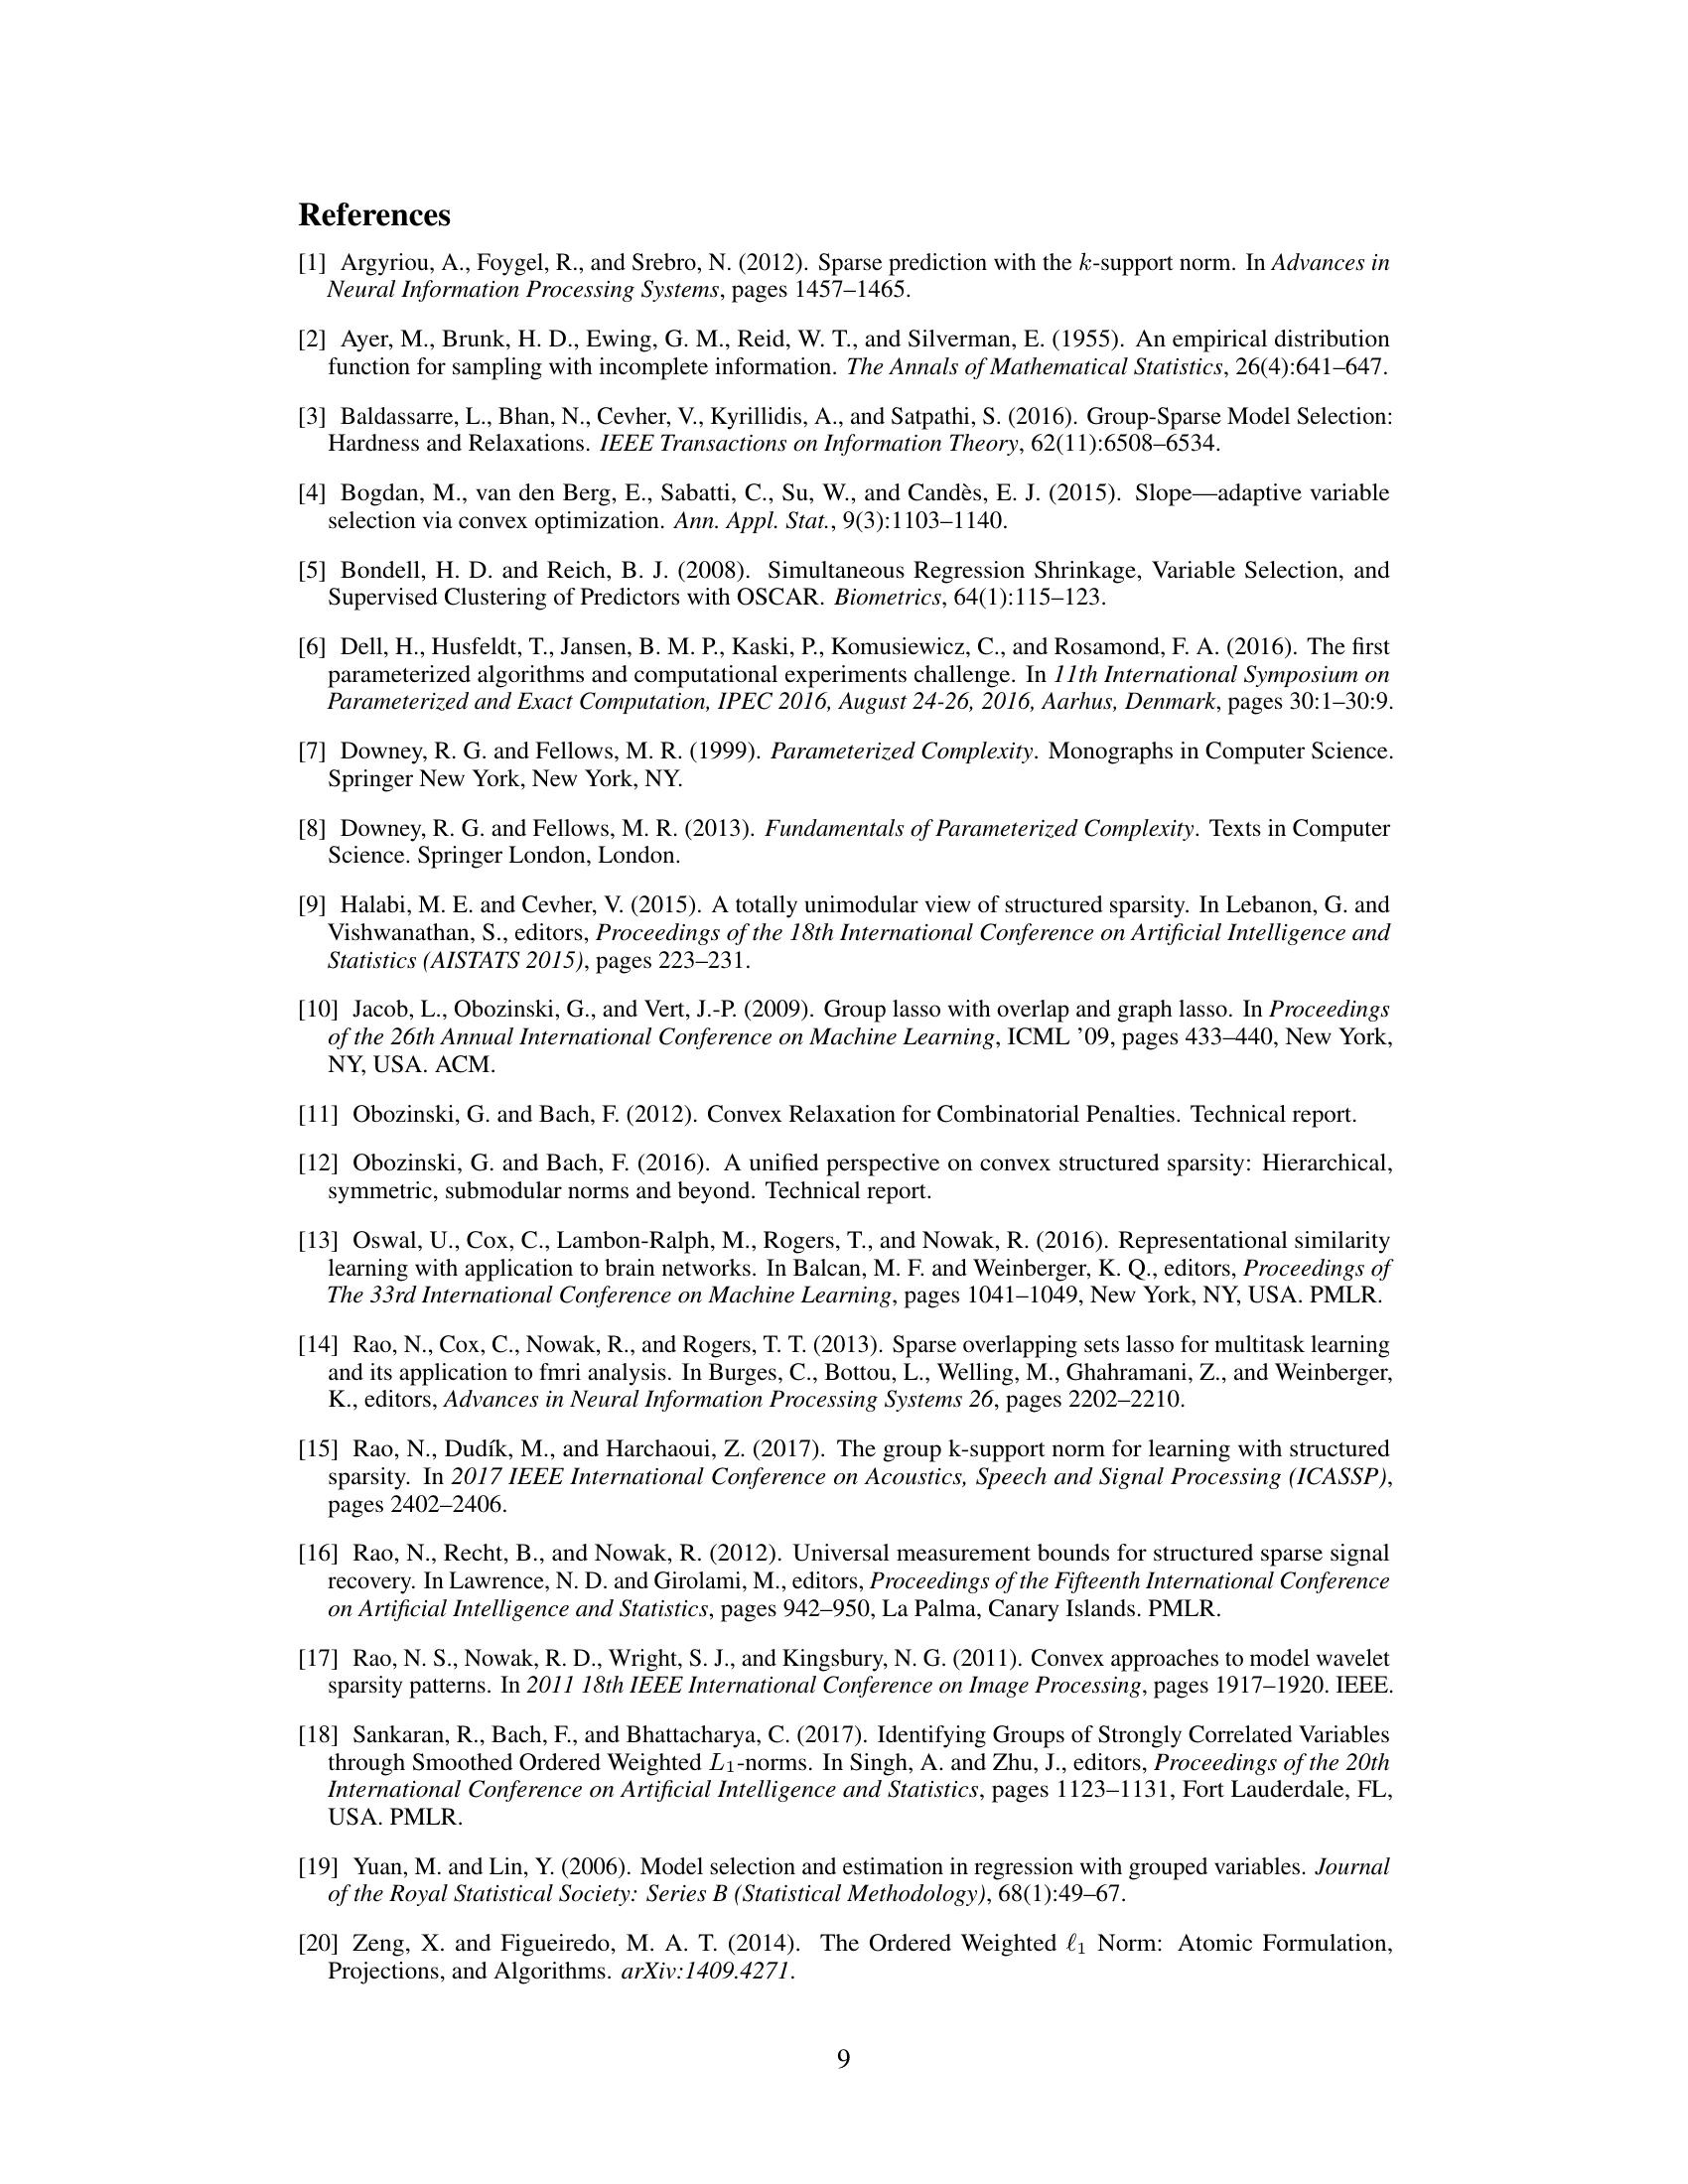 References
[1] Argyriou, A., Foygel, R., and Srebro, N. (2012). Sparse prediction with the k-support norm. In Advances in
Neural Information Processing Systems, pages 1457–1465.
[2] Ayer, M., Brunk, H. D., Ewing, G. M., Reid, W. T., and Silverman, E. (1955). An empirical distribution
function for sampling with incomplete information. The Annals of Mathematical Statistics, 26(4):641–647.
[3] Baldassarre, L., Bhan, N., Cevher, V., Kyrillidis, A., and Satpathi, S. (2016). Group-Sparse Model Selection:
Hardness and Relaxations. IEEE Transactions on Information Theory, 62(11):6508–6534.
[4] Bogdan, M., van den Berg, E., Sabatti, C., Su, W., and Candès, E. J. (2015). Slope—adaptive variable
selection via convex optimization. Ann. Appl. Stat., 9(3):1103–1140.
[5] Bondell, H. D. and Reich, B. J. (2008). Simultaneous Regression Shrinkage, Variable Selection, and
Supervised Clustering of Predictors with OSCAR. Biometrics, 64(1):115–123.
[6] Dell, H., Husfeldt, T., Jansen, B. M. P., Kaski, P., Komusiewicz, C., and Rosamond, F. A. (2016). The first
parameterized algorithms and computational experiments challenge. In 11th International Symposium on
Parameterized and Exact Computation, IPEC 2016, August 24-26, 2016, Aarhus, Denmark, pages 30:1–30:9.
[7] Downey, R. G. and Fellows, M. R. (1999). Parameterized Complexity. Monographs in Computer Science.
Springer New York, New York, NY.
[8] Downey, R. G. and Fellows, M. R. (2013). Fundamentals of Parameterized Complexity. Texts in Computer
Science. Springer London, London.
[9] Halabi, M. E. and Cevher, V. (2015). A totally unimodular view of structured sparsity. In Lebanon, G. and
Vishwanathan, S., editors, Proceedings of the 18th International Conference on Artificial Intelligence and
Statistics (AISTATS 2015), pages 223–231.
[10] Jacob, L., Obozinski, G., and Vert, J.-P. (2009). Group lasso with overlap and graph lasso. In Proceedings
of the 26th Annual International Conference on Machine Learning, ICML ’09, pages 433–440, New York,
NY, USA. ACM.
[11] Obozinski, G. and Bach, F. (2012). Convex Relaxation for Combinatorial Penalties. Technical report.
[12] Obozinski, G. and Bach, F. (2016). A unified perspective on convex structured sparsity: Hierarchical,
symmetric, submodular norms and beyond. Technical report.
[13] Oswal, U., Cox, C., Lambon-Ralph, M., Rogers, T., and Nowak, R. (2016). Representational similarity
learning with application to brain networks. In Balcan, M. F. and Weinberger, K. Q., editors, Proceedings of
The 33rd International Conference on Machine Learning, pages 1041–1049, New York, NY, USA. PMLR.
[14] Rao, N., Cox, C., Nowak, R., and Rogers, T. T. (2013). Sparse overlapping sets lasso for multitask learning
and its application to fmri analysis. In Burges, C., Bottou, L., Welling, M., Ghahramani, Z., and Weinberger,
K., editors, Advances in Neural Information Processing Systems 26, pages 2202–2210.
[15] Rao, N., Dudík, M., and Harchaoui, Z. (2017). The group k-support norm for learning with structured
sparsity. In 2017 IEEE International Conference on Acoustics, Speech and Signal Processing (ICASSP),
pages 2402–2406.
[16] Rao, N., Recht, B., and Nowak, R. (2012). Universal measurement bounds for structured sparse signal
recovery. In Lawrence, N. D. and Girolami, M., editors, Proceedings of the Fifteenth International Conference
on Artificial Intelligence and Statistics, pages 942–950, La Palma, Canary Islands. PMLR.
[17] Rao, N. S., Nowak, R. D., Wright, S. J., and Kingsbury, N. G. (2011). Convex approaches to model wavelet
sparsity patterns. In 2011 18th IEEE International Conference on Image Processing, pages 1917–1920. IEEE.
[18] Sankaran, R., Bach, F., and Bhattacharya, C. (2017). Identifying Groups of Strongly Correlated Variables
through Smoothed Ordered Weighted L₁-norms. In Singh, A. and Zhu, J., editors, Proceedings of the 20th
International Conference on Artificial Intelligence and Statistics, pages 1123–1131, Fort Lauderdale, FL,
USA. PMLR.
[19] Yuan, M. and Lin, Y. (2006). Model selection and estimation in regression with grouped variables. Journal
of the Royal Statistical Society: Series B (Statistical Methodology), 68(1):49–67.
[20] Zeng, X. and Figueiredo, M. A. T. (2014). The Ordered Weighted ℓ₁ Norm: Atomic Formulation,
Projections, and Algorithms. arXiv:1409.4271.
9